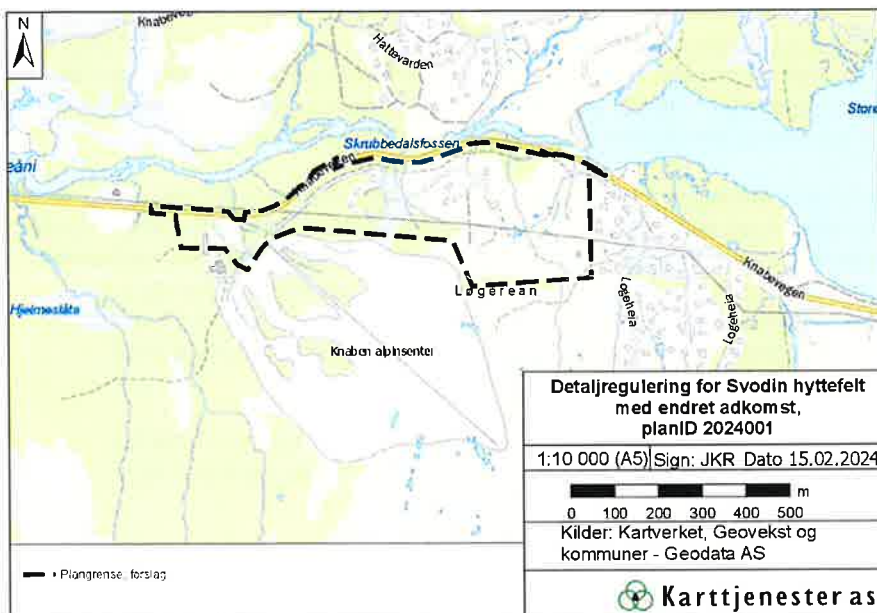 N
Knabevegen
Hattevarden
Store
Skrubbedalsfossen
eåni
Knabevegen
Knabevegen
Hjelmeslåta
Løgerean
Logeheia
Logeheia
Knaben alpinsenter
Detaljregulering for Svodin hyttefelt
med endret adkomst,
planID 2024001
1:10 000 (A5) Sign: JKR Dato 15.02.2024
m
0 100 200 300 400 500
Kilder: Kartverket, Geovekst og
kommuner - Geodata AS
Plangrense, forslag
Karttjenester as